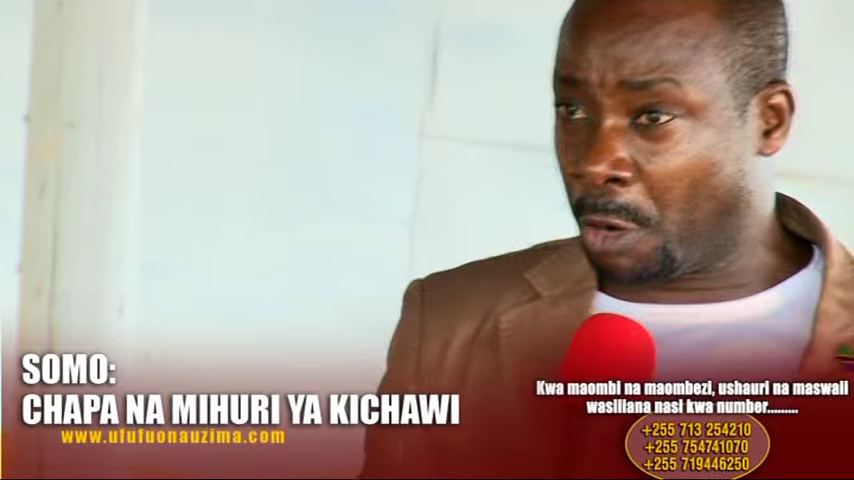 SOMO:
CHAPA NA MIHURI YA KICHAWI
www.ufufuonauzima.com
Kwa maombi na maombezi, ushauri na maswali
wasiliana nasi kwa number.........
+255 713 254210
+255 754741070
+255 719446250